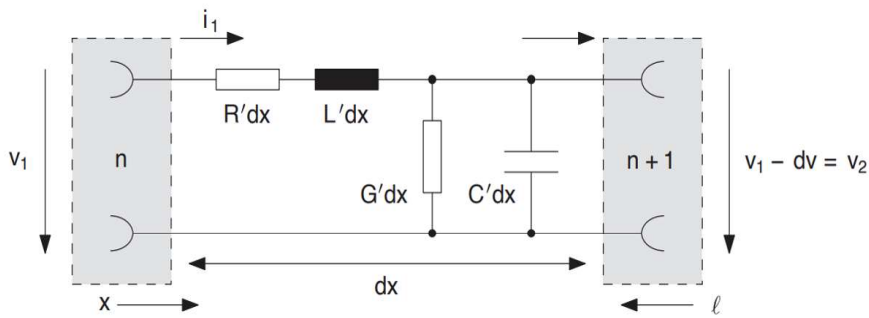 i₁
R′dx L′dx
v₁ n n + 1 v₁ − dv = v₂
G′dx C′dx
dx
x ℓ